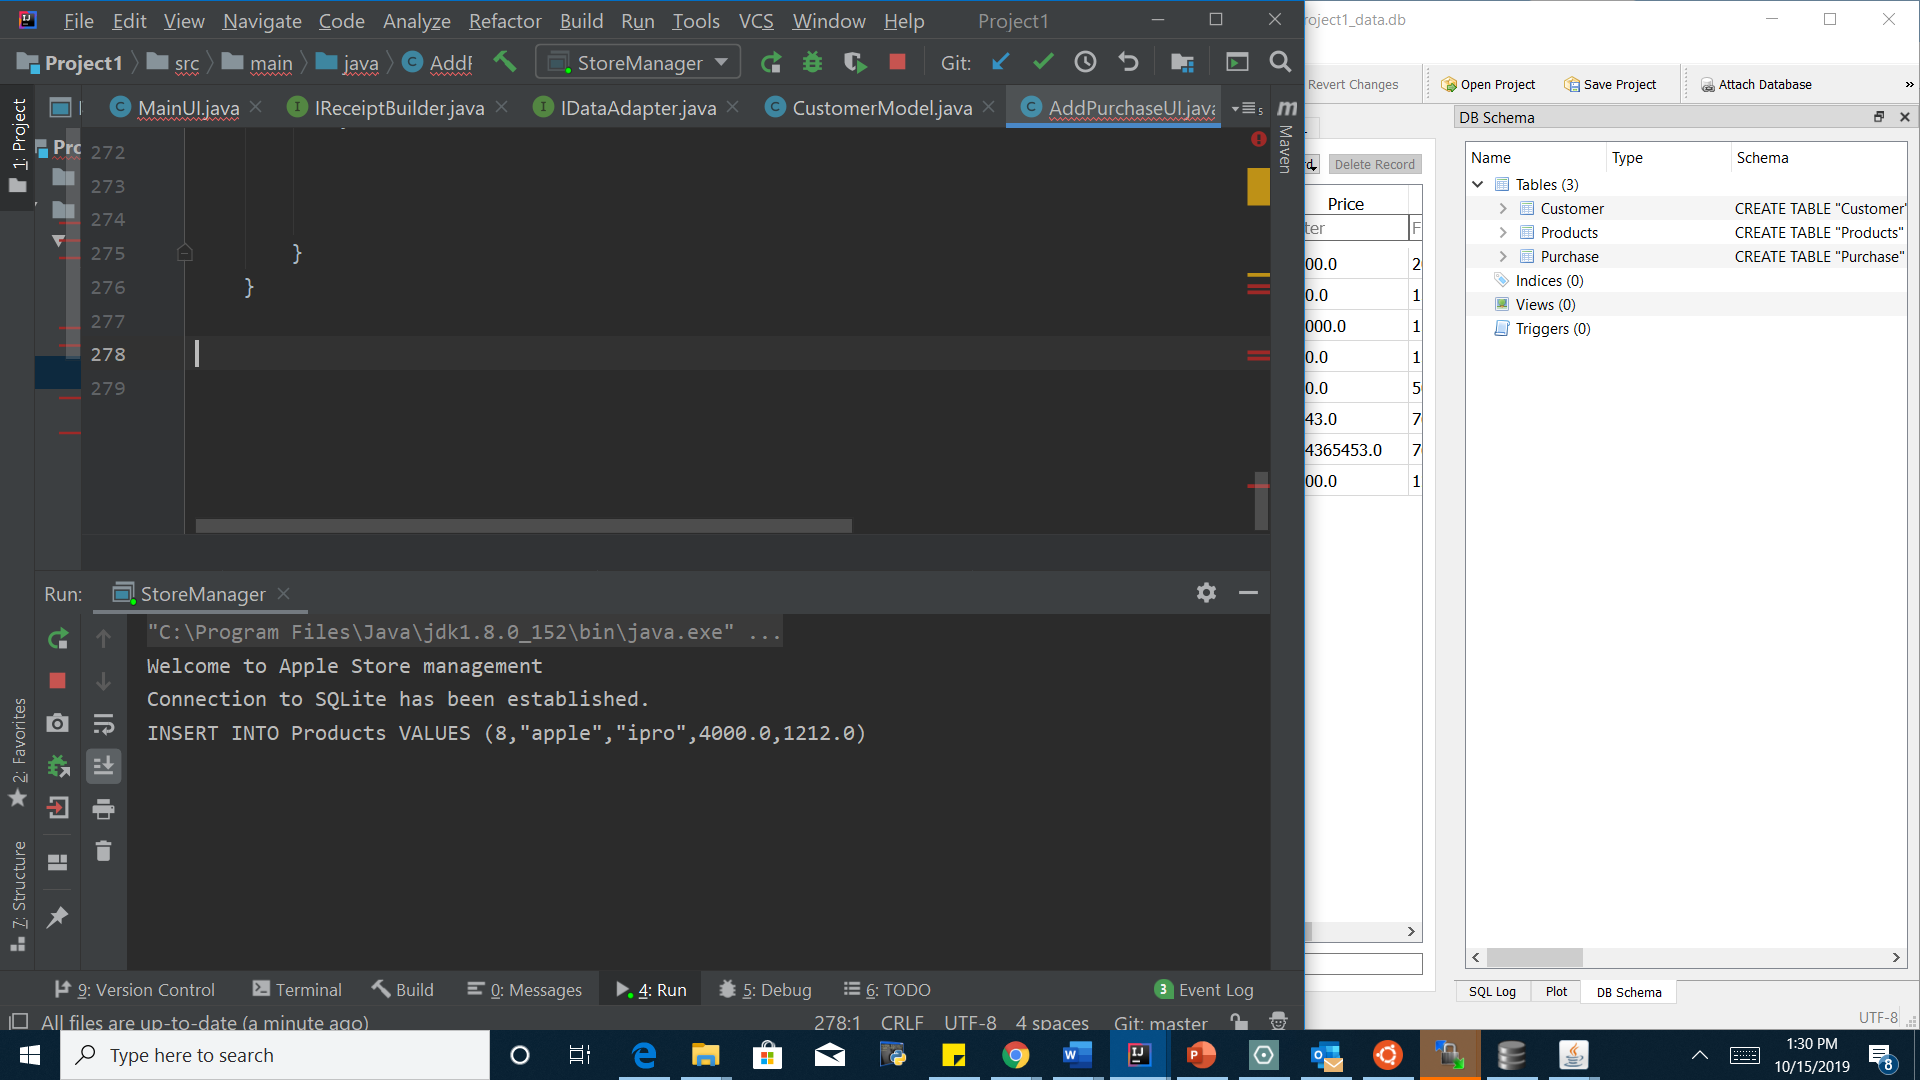 File Edit View Navigate Code Analyze Refactor Build Run Tools VCS Window Help Project1
Project1 src main java AddF StoreManager Git:
MainUI.java IReceiptBuilder.java IDataAdapter.java CustomerModel.java AddPurchaseUI.java 5
1: Project
Maven
272
273
274
275 }
276 }
277
278
279
Run: StoreManager
"C:\Program Files\Java\jdk1.8.0_152\bin\java.exe" ...
Welcome to Apple Store management
Connection to SQLite has been established.
INSERT INTO Products VALUES (8,"apple","ipro",4000.0,1212.0)
2: Favorites
7: Structure
9: Version Control Terminal Build 0: Messages 4: Run 5: Debug 6: TODO 3 Event Log
All files are up-to-date (a minute ago) 278:1 CRLF UTF-8 4 spaces Git: master
roject1_data.db
Revert Changes Open Project Save Project Attach Database »
DB Schema
Delete Record
Price
ter F
00.0 2
0.0 1
000.0 1
0.0 1
0.0 5
43.0 7
4365453.0 7
00.0 1
Name Type Schema
Tables (3)
Customer CREATE TABLE "Customer"
Products CREATE TABLE "Products"
Purchase CREATE TABLE "Purchase"
Indices (0)
Views (0)
Triggers (0)
SQL Log Plot DB Schema
UTF-8
Type here to search
1:30 PM
10/15/2019
8